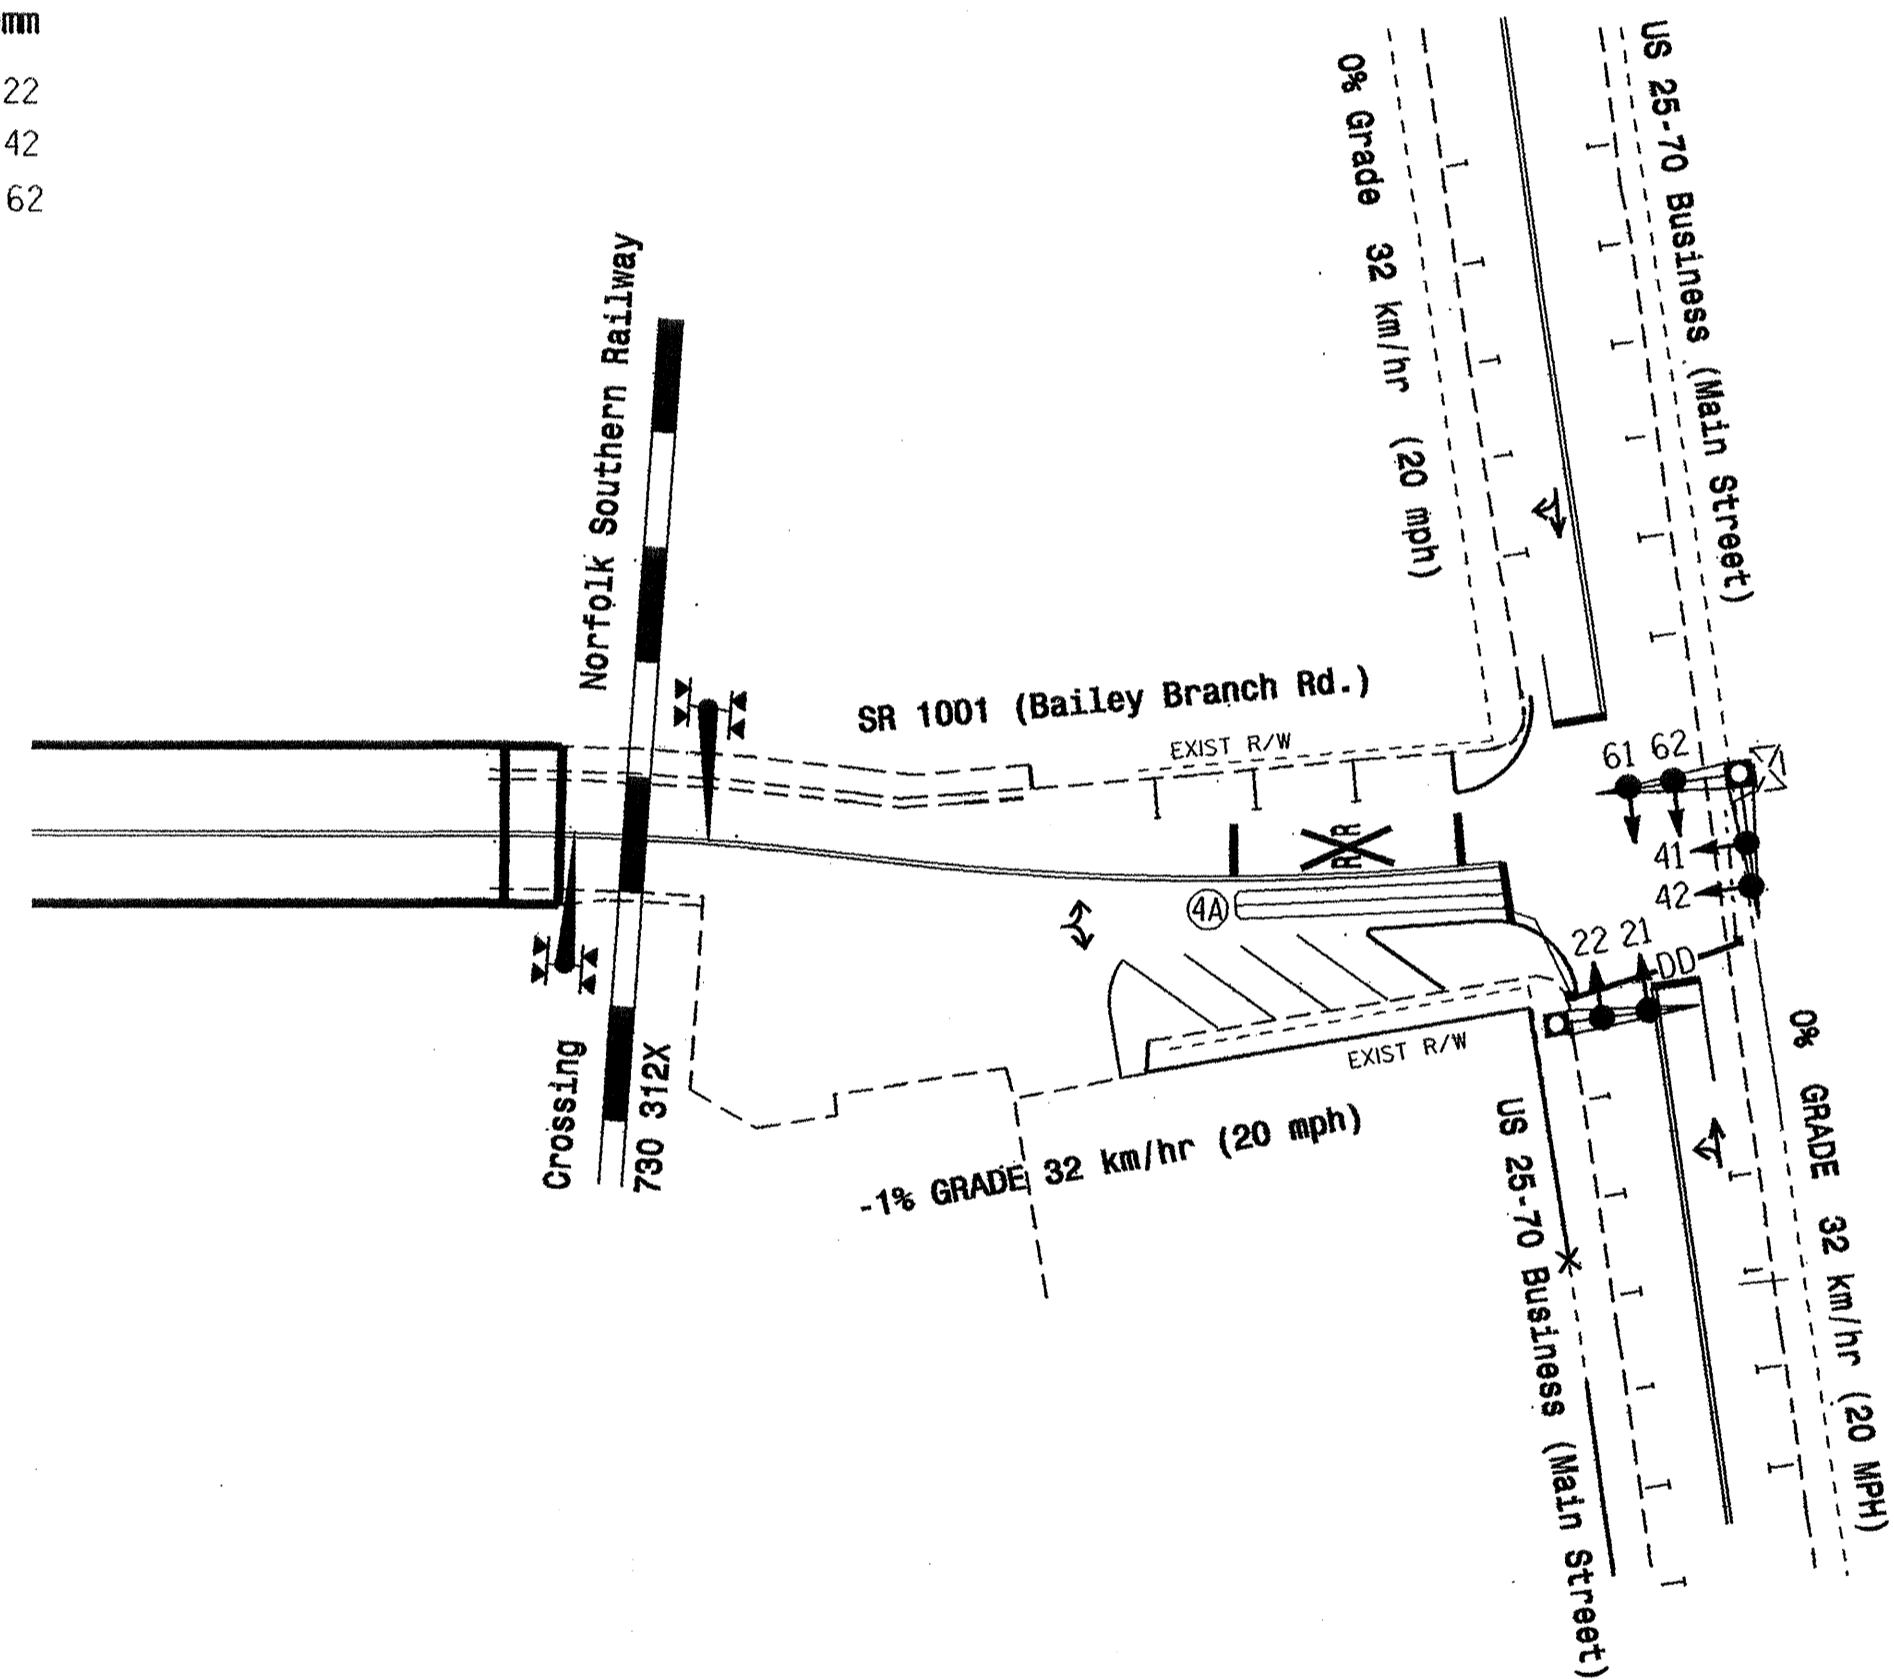 mm
22
42
62
US 25-70 Business (Main Street)
0% Grade 32 km/hr (20 mph)
Norfolk Southern Railway
SR 1001 (Bailey Branch Rd.)
EXIST R/W
61 62
41
42
R R
4A
22 21
DD
EXIST R/W
Crossing
730 312X
-1% GRADE 32 km/hr (20 mph)
US 25-70 Business (Main Street)
0% GRADE 32 km/hr (20 MPH)